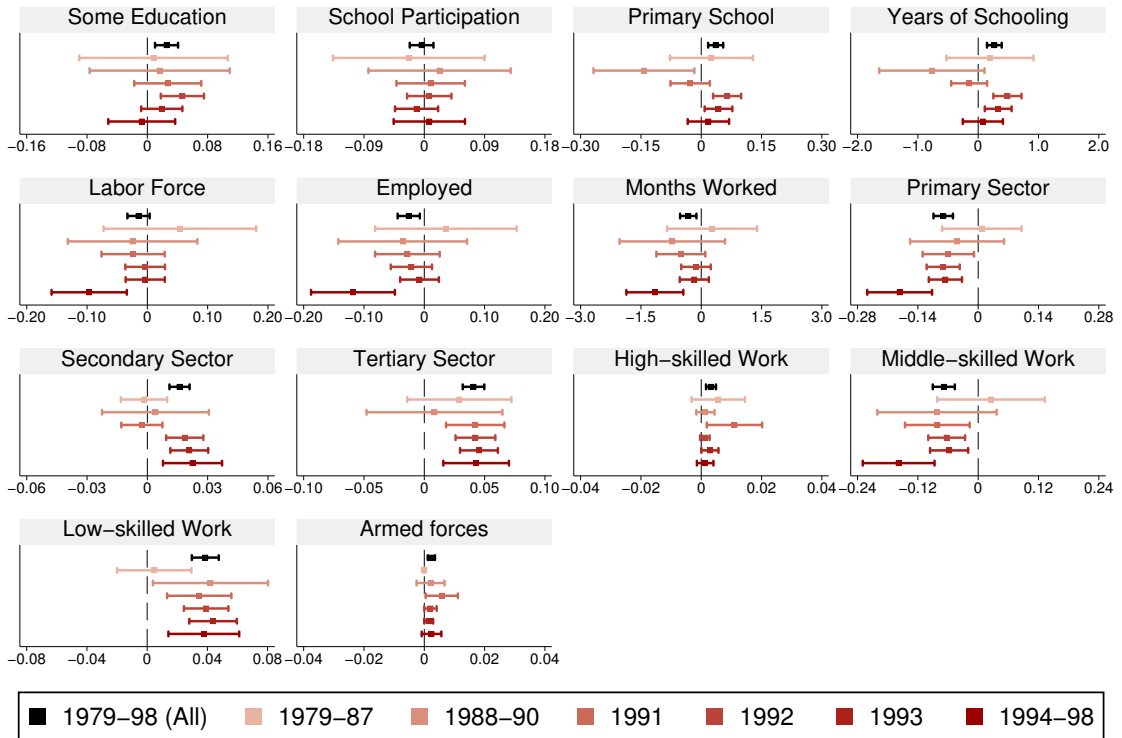 Some Education School Participation Primary School Years of Schooling
−0.16 −0.08 0 0.08 0.16 −0.18 −0.09 0 0.09 0.18 −0.30 −0.15 0 0.15 0.30 −2.0 −1.0 0.0 1.0 2.0
Labor Force Employed Months Worked Primary Sector
−0.20 −0.10 0 0.10 0.20 −0.20 −0.10 0 0.10 0.20 −3.0 −1.5 0 1.5 3.0 −0.28 −0.14 0 0.14 0.28
Secondary Sector Tertiary Sector High−skilled Work Middle−skilled Work
−0.06 −0.03 0 0.03 0.06 −0.10 −0.05 0 0.05 0.10 −0.04 −0.02 0 0.02 0.04 −0.24 −0.12 0 0.12 0.24
Low−skilled Work Armed forces
−0.08 −0.04 0 0.04 0.08 −0.04 −0.02 0 0.02 0.04
1979−98 (All) 1979−87 1988−90 1991 1992 1993 1994−98